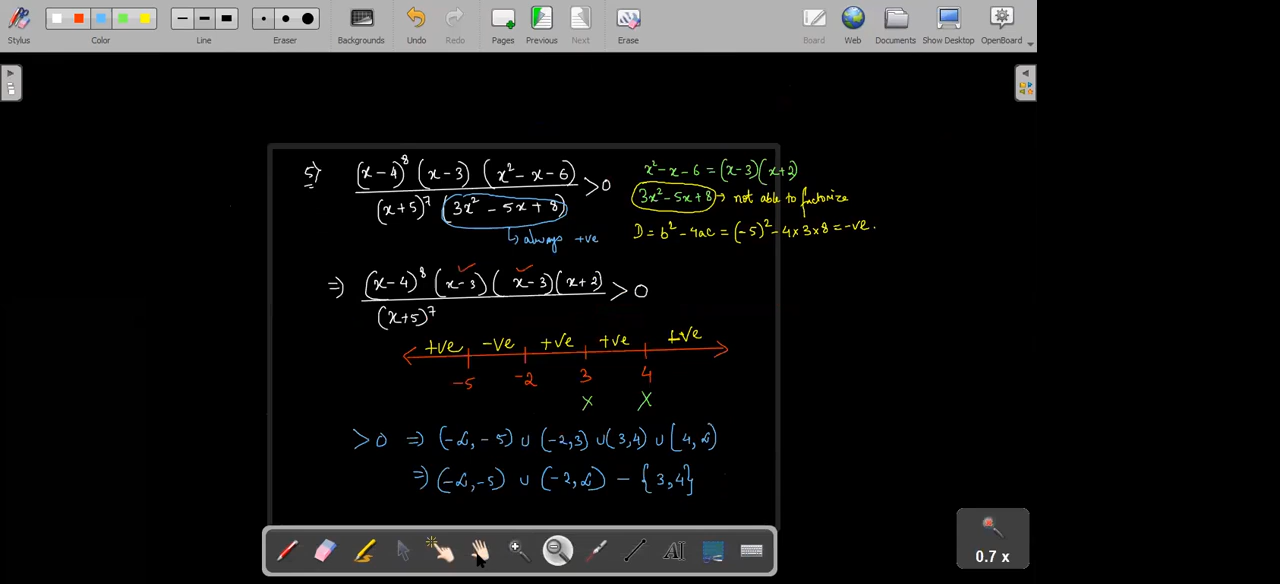 Stylus Color Line Eraser Backgrounds Undo Redo Pages Previous Next Erase Board Web Documents Show Desktop OpenBoard
5) (x-4)^8 (x-3) (x²-x-6) / (x+5)^7 (3x²-5x+8) >0
↳ always +ve
x²-x-6 = (x-3)(x+2)
3x²-5x+8 → not able to factorize
D = b²-4ac = (-5)²-4×3×8 = -ve.
⇒ (x-4)^8 (x-3) (x-3)(x+2) / (x+5)^7 > 0
+ve -ve +ve +ve +ve
-5 -2 3 4
x x
>0 ⇒ (-∞, -5) ∪ (-2,3) ∪ (3,4) ∪ (4, ∞)
⇒ (-∞,-5) ∪ (-2,∞) - {3,4}
AI
0.7 x